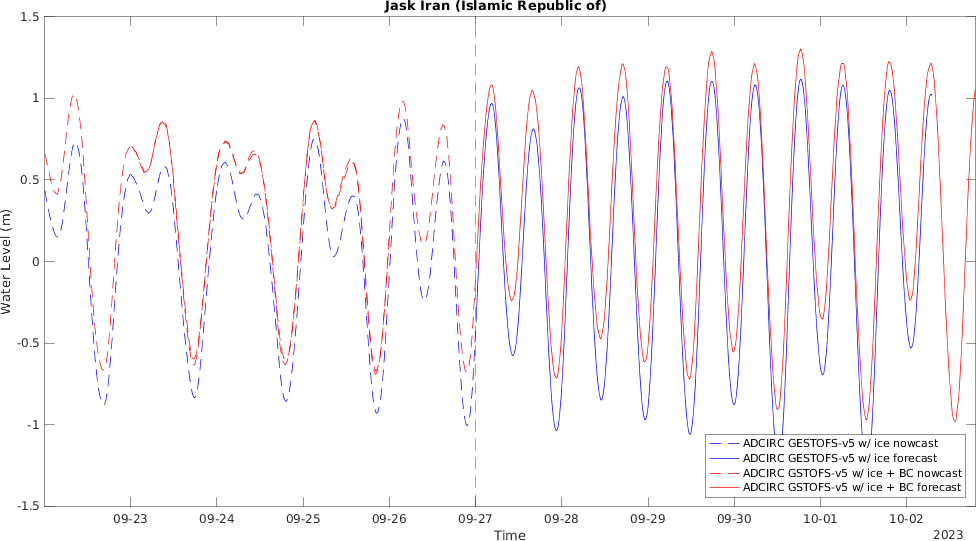 Jask Iran (Islamic Republic of)
1.5
1
0.5
0
-0.5
-1
-1.5
Water Level (m)
ADCIRC GESTOFS-v5 w/ ice nowcast
ADCIRC GESTOFS-v5 w/ ice forecast
ADCIRC GSTOFS-v5 w/ ice + BC nowcast
ADCIRC GSTOFS-v5 w/ ice + BC forecast
09-23 09-24 09-25 09-26 09-27 09-28 09-29 09-30 10-01 10-02
Time
2023